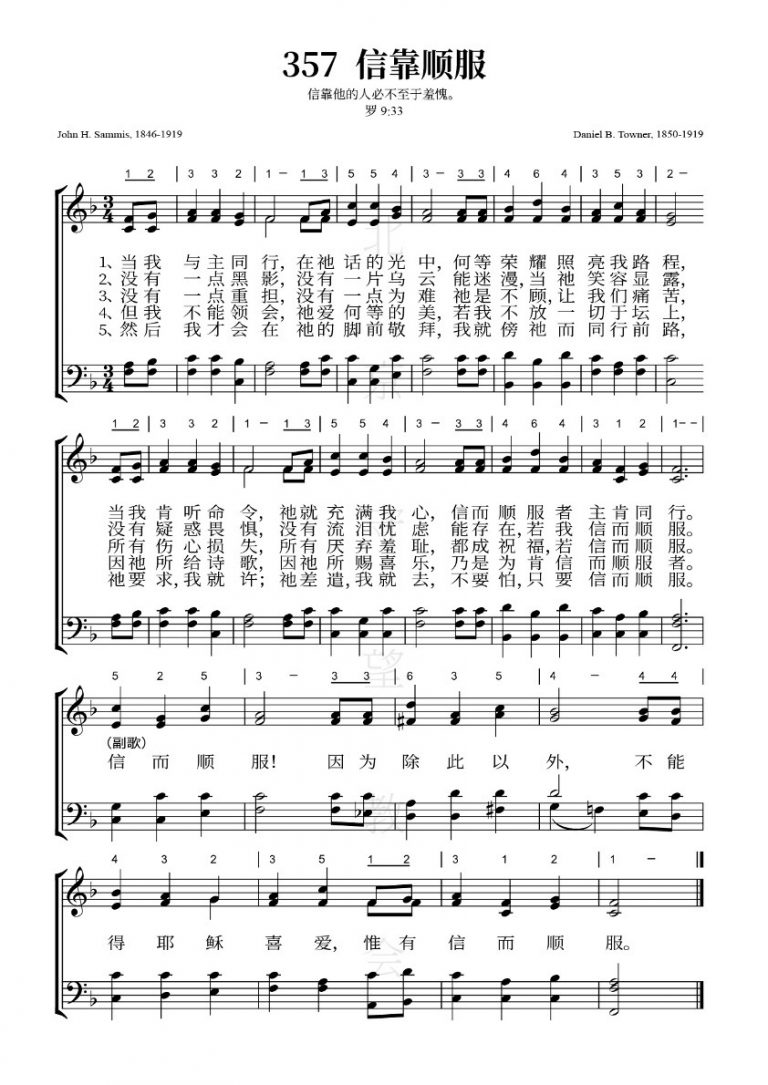 357 信靠顺服
信靠他的人必不至于羞愧。
罗 9:33
John H. Sammis, 1846-1919
Daniel B. Towner, 1850-1919
1 2 | 3 3 2 | 1 – 1 3 | 5 5 4 | 3 – 3 3 | 4 6 4 | 3 5 3 | 2 –
1、当我 与主同行，在祂话的光中，何等荣耀照亮我路程，
2、没有 一点黑影，没有一片乌云能迷漫，当祂 笑容显露，
3、没有 一点重担，没有一点为难祂是不顾，让 我们痛苦，
4、但我 不能领会，祂爱何等的美，若我不放一切于坛上，
5、然后 我才会在祂的脚前敬拜，我就傍祂而同行前路，
1 2 | 3 3 2 | 1 – 1 3 | 5 5 4 | 3 – 3 3 | 4 6 4 | 3 1 2 | 1 – –
当我肯听命令，祂就充满我心，信而顺服者 主肯同行。
没有疑惑畏惧，没有流泪忧虑能存在，若我 信而顺服。
所有伤心损失，所有厌弃羞耻，都成祝福，若信而顺服。
因祂所给诗歌，因祂所赐喜乐，乃是为肯信而顺服者。
祂要求，我就许；祂差遣，我就去，不要怕，只要 信而顺服。
5 2 5 | 3 – 3 3 | 6 3 5 | 4 – 4 4
（副歌）
信而顺服！因为除此以外，不能
4 3 2 | 3 5 1 2 | 3 1 2 | 1 –
得耶稣喜爱，惟有信而顺服。
北
京
守
望
教
会